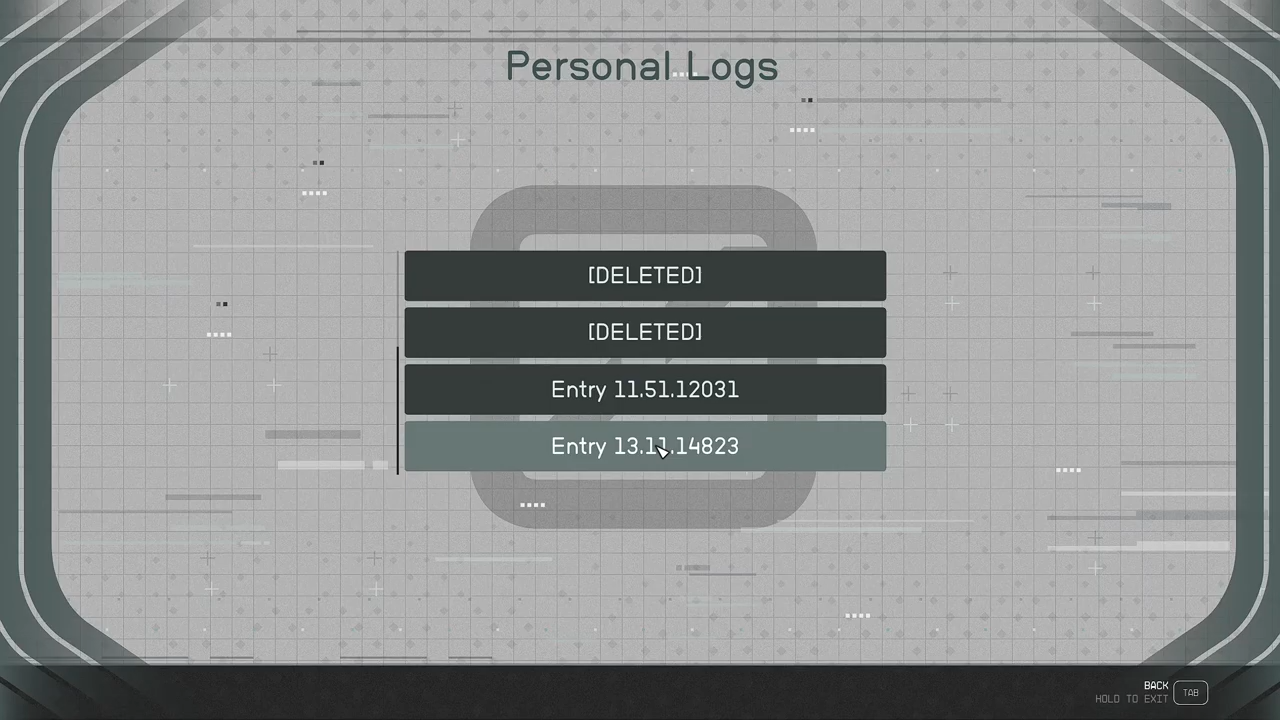 Personal Logs
[DELETED]
[DELETED]
Entry 11.51.12031
Entry 13.11.14823
BACK
HOLD TO EXIT
TAB